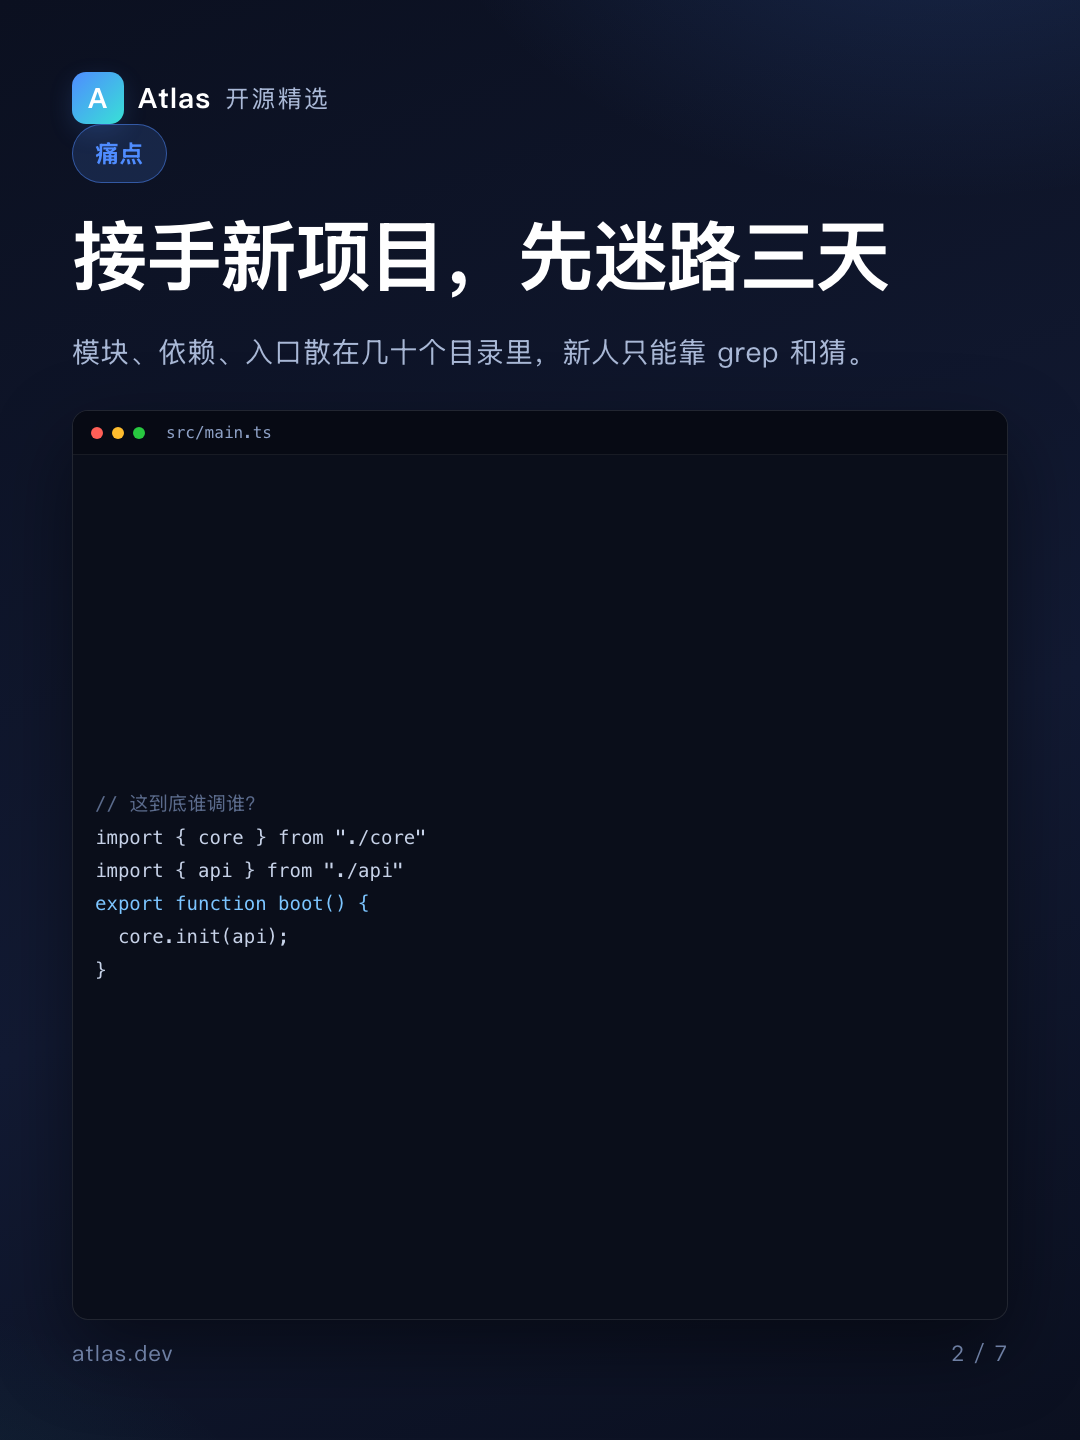 A Atlas 开源精选
痛点
接手新项目，先迷路三天
模块、依赖、入口散在几十个目录里，新人只能靠 grep 和猜。
src/main.ts
// 这到底谁调谁？
import { core } from "./core"
import { api } from "./api"
export function boot() {
  core.init(api);
}
atlas.dev
2 / 7